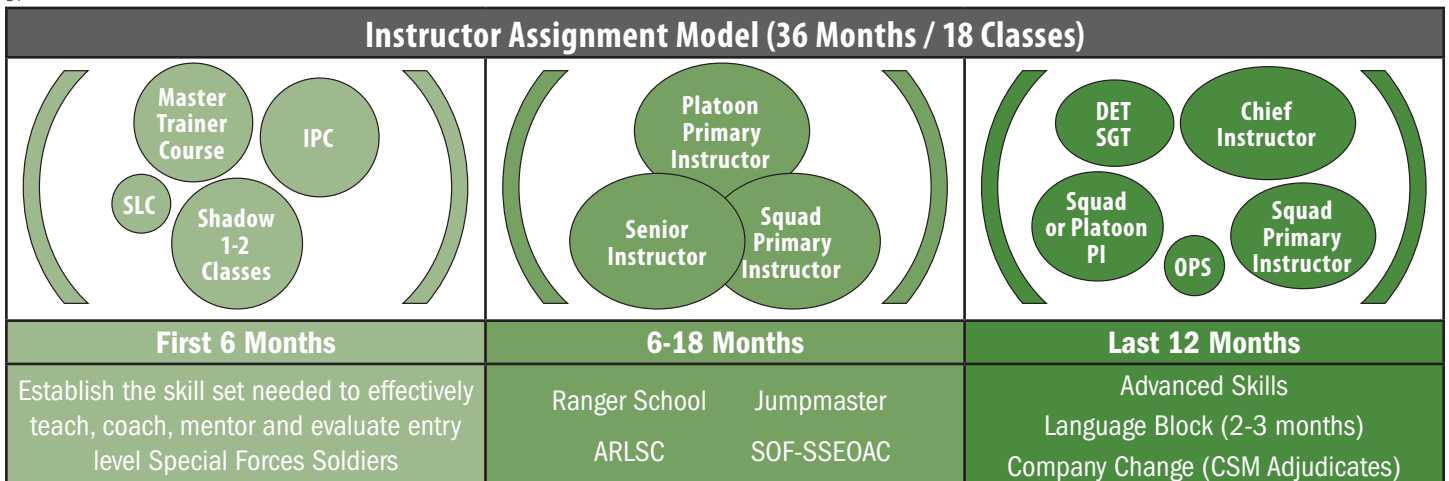 Instructor Assignment Model (36 Months / 18 Classes)
Master
Trainer
Course
IPC
SLC
Shadow
1-2
Classes
Platoon
Primary
Instructor
Senior
Instructor
Squad
Primary
Instructor
DET
SGT
Chief
Instructor
Squad
or Platoon
PI
OPS
Squad
Primary
Instructor
First 6 Months
6-18 Months
Last 12 Months
Establish the skill set needed to effectively
teach, coach, mentor and evaluate entry
level Special Forces Soldiers
Ranger School Jumpmaster
ARLSC SOF-SSEOAC
Advanced Skills
Language Block (2-3 months)
Company Change (CSM Adjudicates)